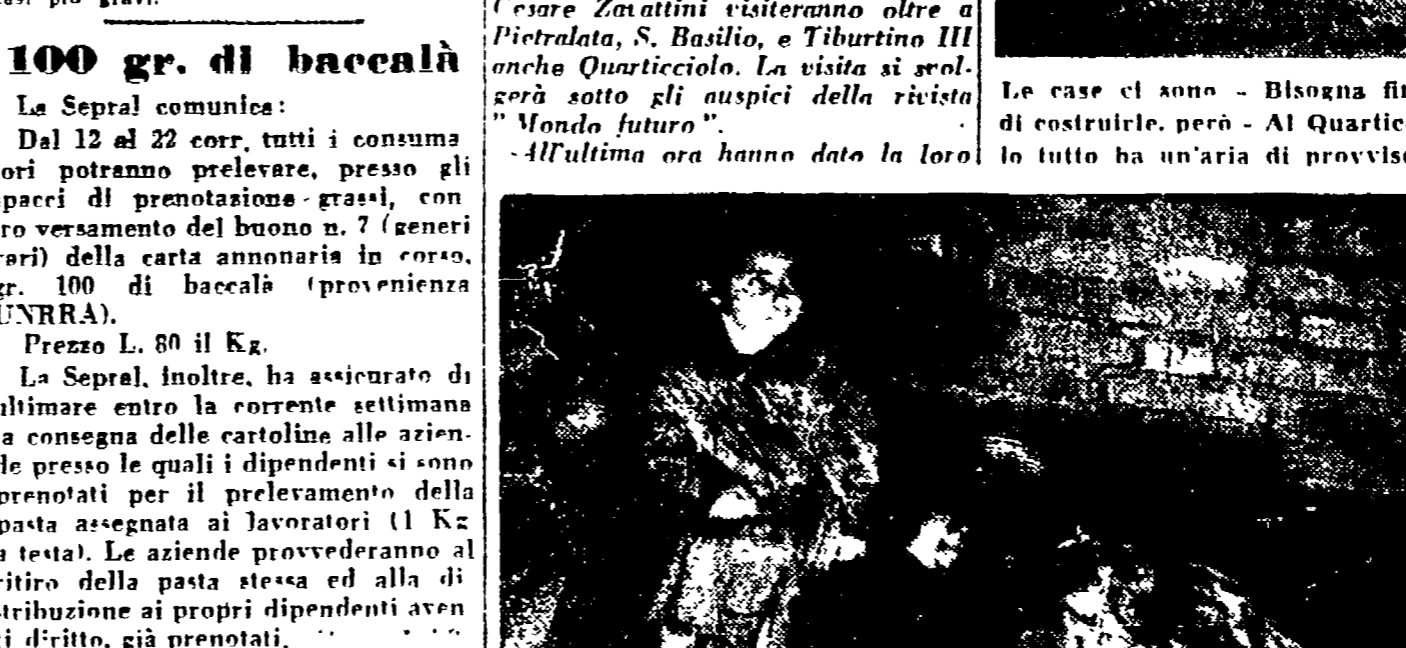 100 gr. di baccalà
La Sepral comunica:
Dal 12 al 22 corr. tutti i consuma
ori potranno prelevare, presso gli
pacci di prenotazione-grassi, con
ro versamento del buono n. 7 (generi
rari) della carta annonaria in corso,
gr. 100 di baccalà (provenienza
UNRRA).
Prezzo L. 80 il Kg.
La Sepral, inoltre, ha assicurato di
ultimare entro la corrente settimana
a consegna delle cartoline alle azien-
de presso le quali i dipendenti si sono
prenotati per il prelevamento della
pasta assegnata ai lavoratori (1 Kg
a testa). Le aziende provvederanno al
ritiro della pasta stessa ed alla di
stribuzione ai propri dipendenti aven
ti diritto, già prenotati.
Cesare Zavattini visiteranno oltre a
Pietralata, S. Basilio, e Tiburtino III
anche Quarticciolo. La visita si svol-
gerà sotto gli auspici della rivista
"Mondo futuro".
All'ultima ora hanno dato la loro
Le case ci sono - Bisogna fin
di costruirle, però - Al Quartic
lo tutto ha un'aria di provviso